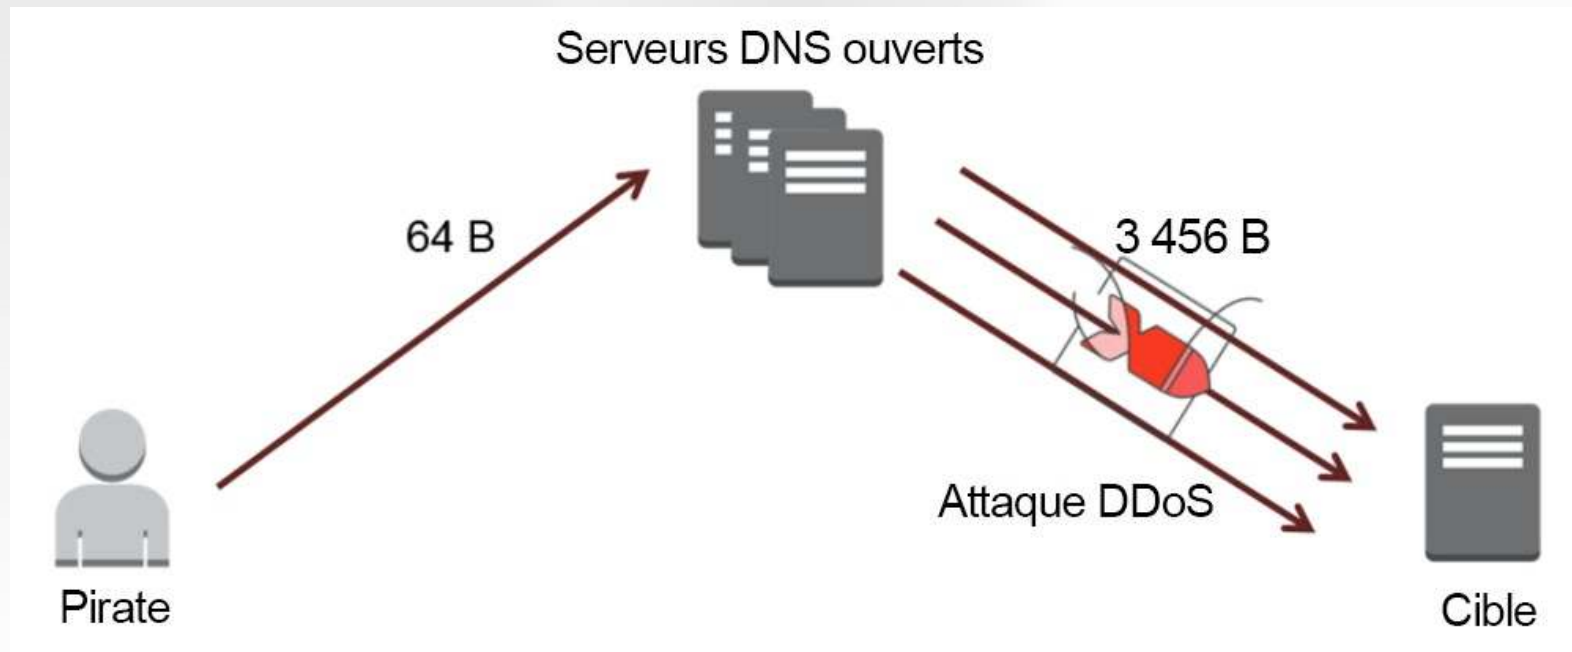 Serveurs DNS ouverts
64 B
3 456 B
Attaque DDoS
Pirate
Cible